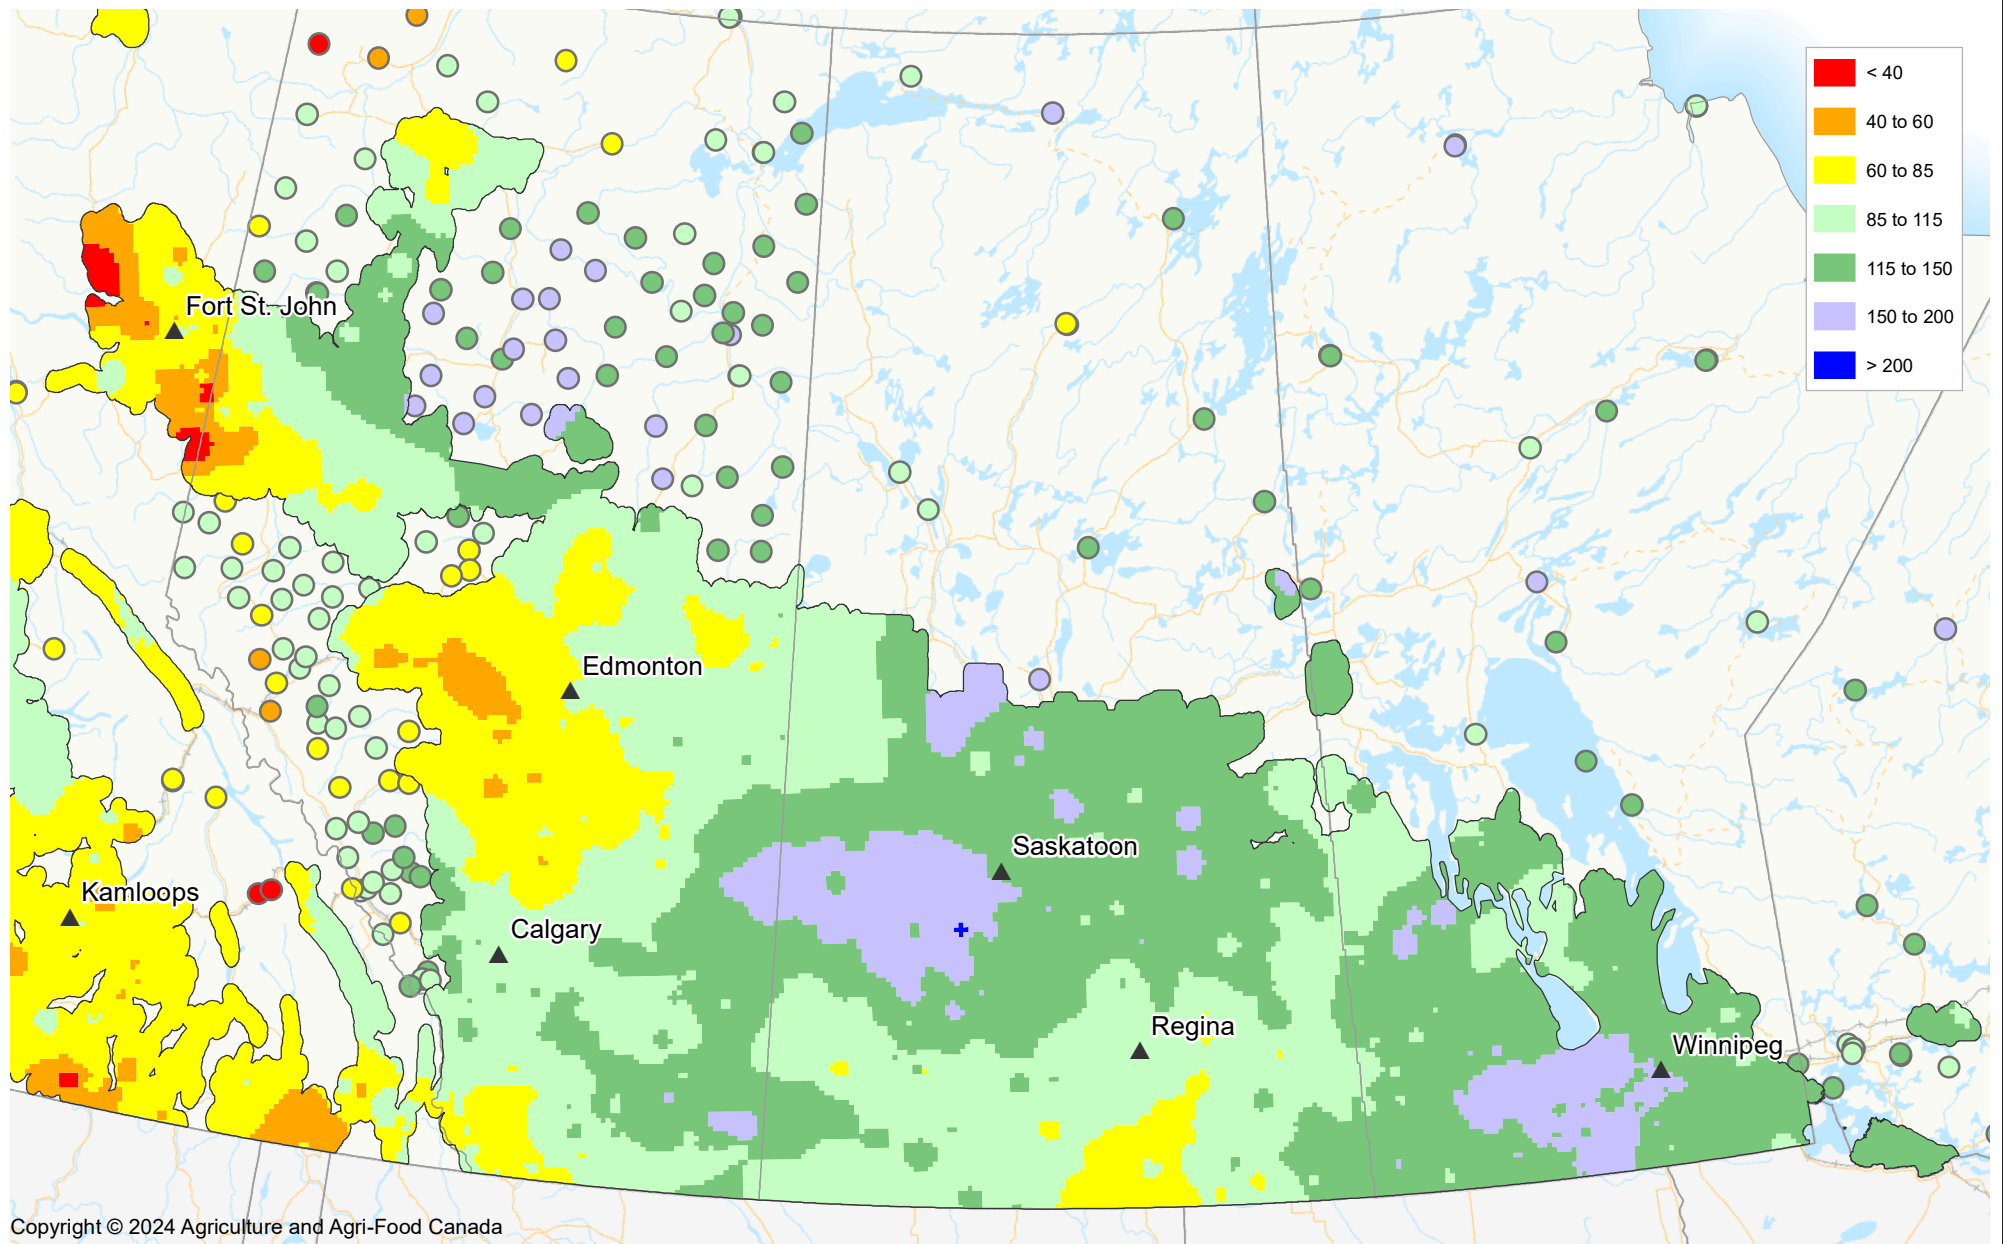 < 40
40 to 60
60 to 85
85 to 115
115 to 150
150 to 200
> 200
Fort St. John
Edmonton
Saskatoon
Kamloops
Calgary
Regina
Winnipeg
Copyright © 2024 Agriculture and Agri-Food Canada